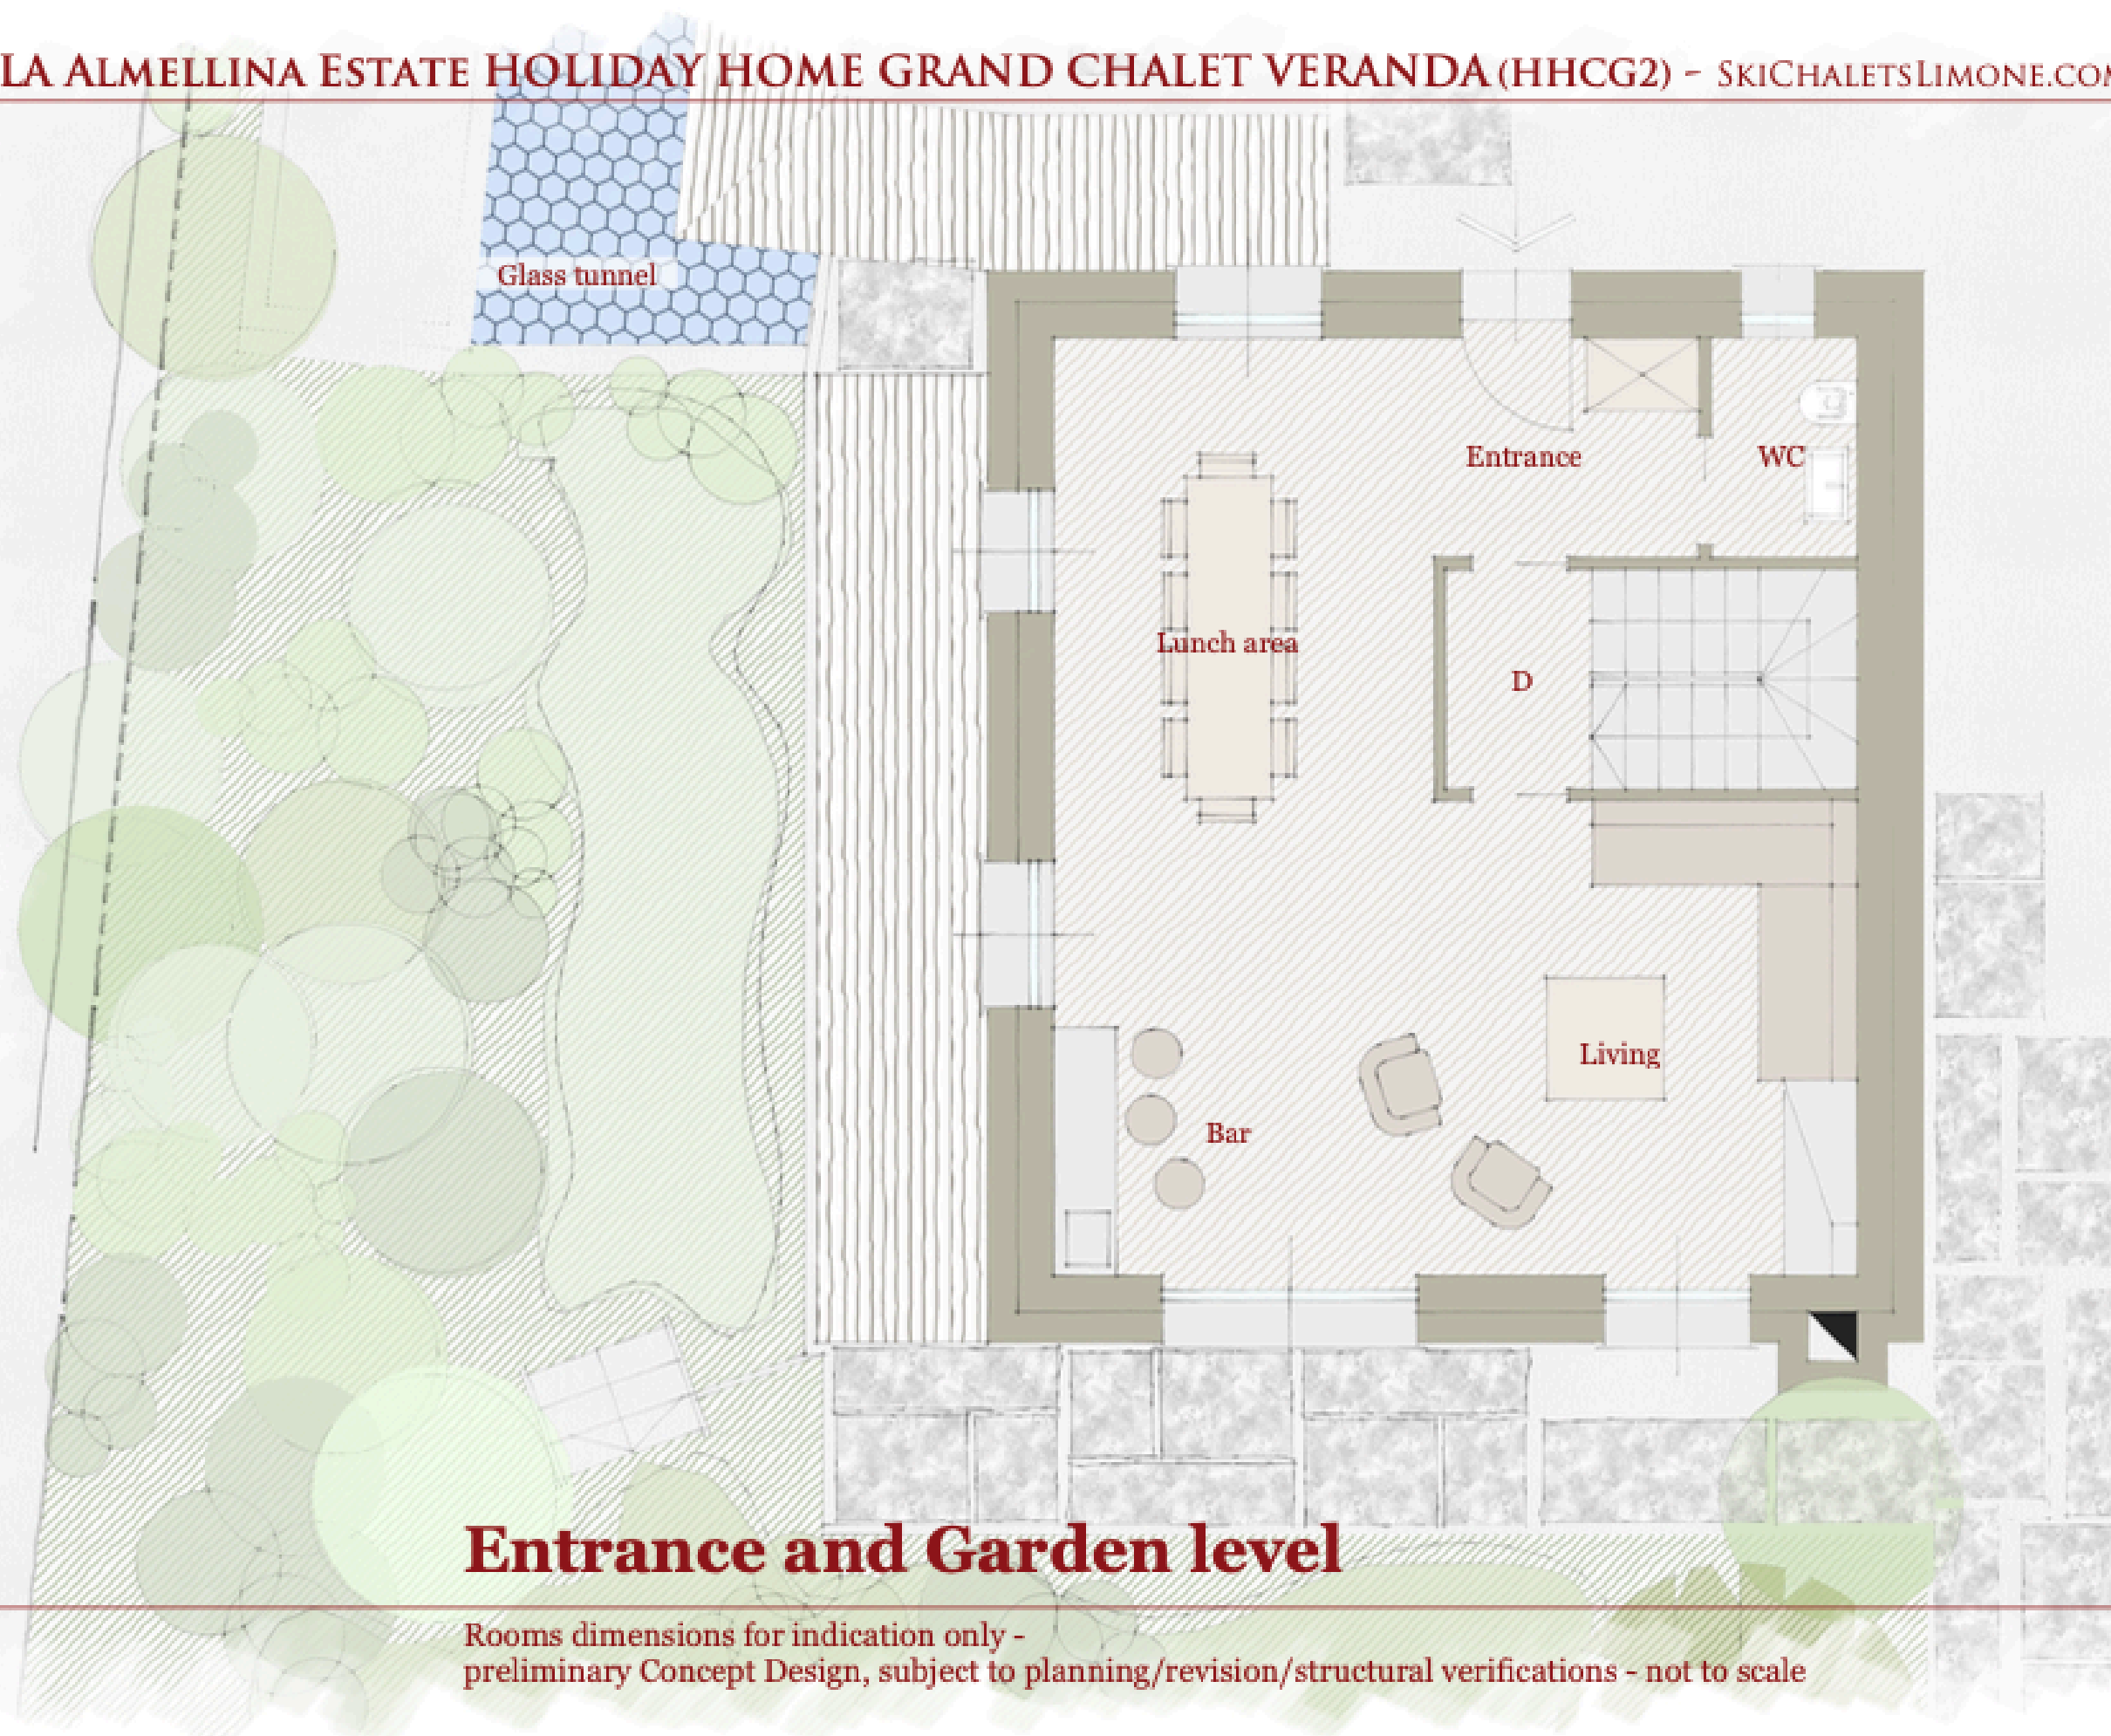 LA ALMELLINA ESTATE HOLIDAY HOME GRAND CHALET VERANDA (HHCG2) - SKICHALETSLIMONE.COM
Glass tunnel
Entrance
WC
Lunch area
D
Living
Bar
Entrance and Garden level
Rooms dimensions for indication only -
preliminary Concept Design, subject to planning/revision/structural verifications - not to scale